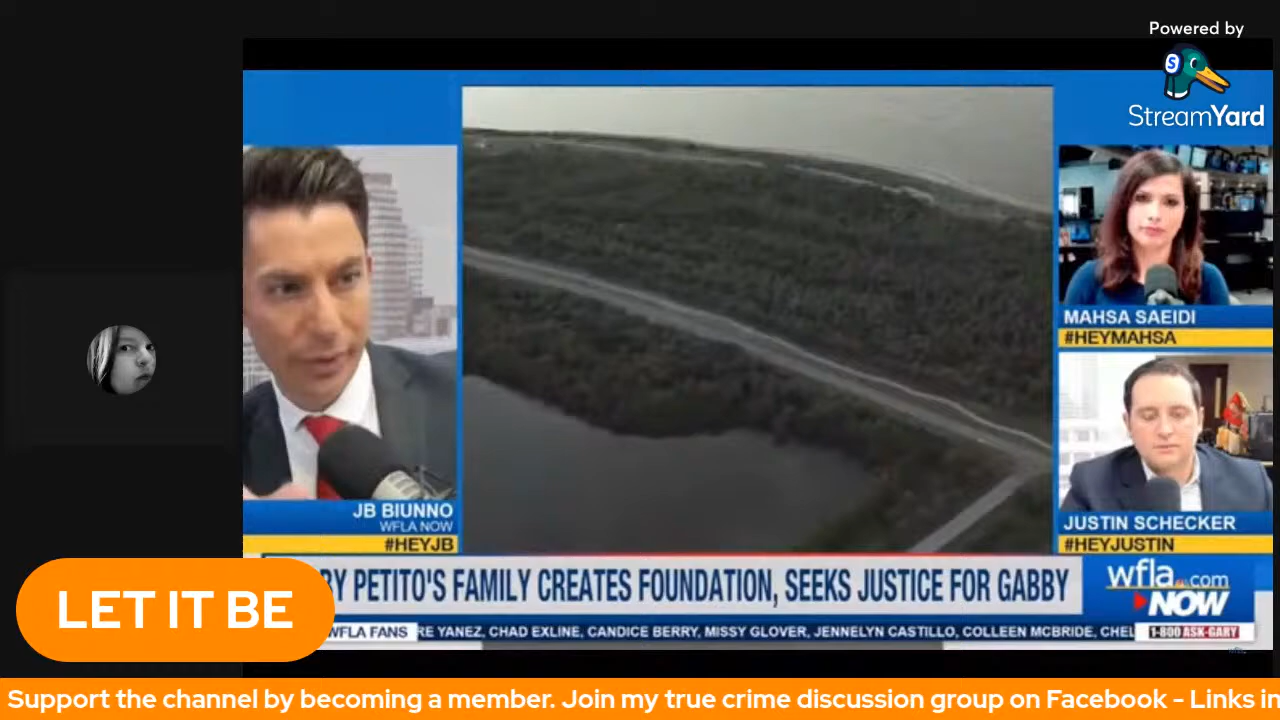 Powered by
StreamYard
MAHSA SAEIDI
#HEYMAHSA
JB BIUNNO
WFLA NOW
#HEYJB
JUSTIN SCHECKER
#HEYJUSTIN
BY PETITO'S FAMILY CREATES FOUNDATION, SEEKS JUSTICE FOR GABBY
wfla.com
NOW
LET IT BE
WFLA FANS RE YANEZ, CHAD EXLINE, CANDICE BERRY, MISSY GLOVER, JENNELYN CASTILLO, COLLEEN MCBRIDE, CHEL
1-800 ASK-GARY
Support the channel by becoming a member. Join my true crime discussion group on Facebook - Links in